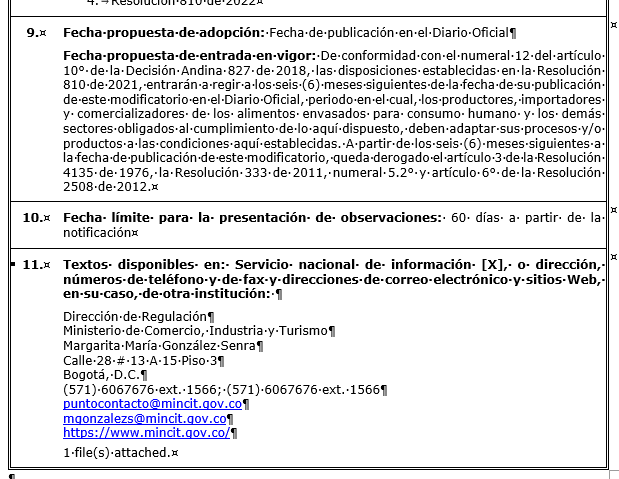 4. Resolución 810 de 2022
9. Fecha propuesta de adopción: Fecha de publicación en el Diario Oficial
Fecha propuesta de entrada en vigor: De conformidad con el numeral 12 del artículo
10° de la Decisión Andina 827 de 2018, las disposiciones establecidas en la Resolución
810 de 2021, entrarán a regir a los seis (6) meses siguientes de la fecha de su publicación
de este modificatorio en el Diario Oficial, periodo en el cual, los productores, importadores
y comercializadores de los alimentos envasados para consumo humano y los demás
sectores obligados al cumplimiento de lo aquí dispuesto, deben adaptar sus procesos y/o
productos a las condiciones aquí establecidas. A partir de los seis (6) meses siguientes a
la fecha de publicación de este modificatorio, queda derogado el artículo 3 de la Resolución
4135 de 1976, la Resolución 333 de 2011, numeral 5.2° y artículo 6° de la Resolución
2508 de 2012.
10. Fecha límite para la presentación de observaciones: 60 días a partir de la
notificación
11. Textos disponibles en: Servicio nacional de información [X], o dirección,
números de teléfono y de fax y direcciones de correo electrónico y sitios Web,
en su caso, de otra institución:
Dirección de Regulación
Ministerio de Comercio, Industria y Turismo
Margarita María González Senra
Calle 28 # 13 A 15 Piso 3
Bogotá, D.C.
(571) 6067676 ext. 1566; (571) 6067676 ext. 1566
puntocontacto@mincit.gov.co
mgonzalezs@mincit.gov.co
https://www.mincit.gov.co/
1 file(s) attached.